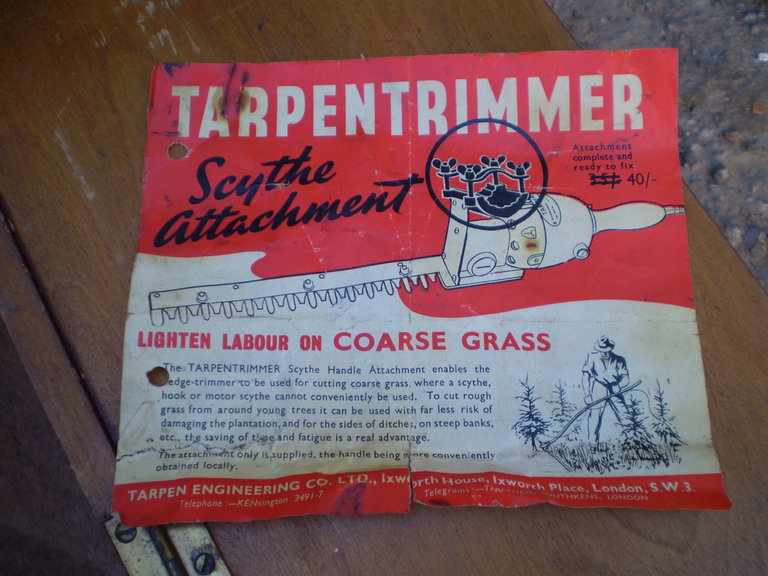 TARPENTRIMMER
Scythe
Attachment
Attachment
complete and
ready to fix
35/- 40/-
LIGHTEN LABOUR ON COARSE GRASS
The TARPENTRIMMER Scythe Handle Attachment enables the
hedge-trimmer to be used for cutting coarse grass, where a scythe,
hook or motor scythe cannot conveniently be used. To cut rough
grass from around young trees it can be used with far less risk of
damaging the plantation, and for the sides of ditches, on steep banks,
etc., the saving of time and fatigue is a real advantage.
The attachment only is supplied, the handle being more conveniently
obtained locally.
TARPEN ENGINEERING CO. LTD., Ixworth House, Ixworth Place, London, S.W.3.
Telephone :—KENsington 3491-7 Telegrams :— SOUTHKENS, LONDON